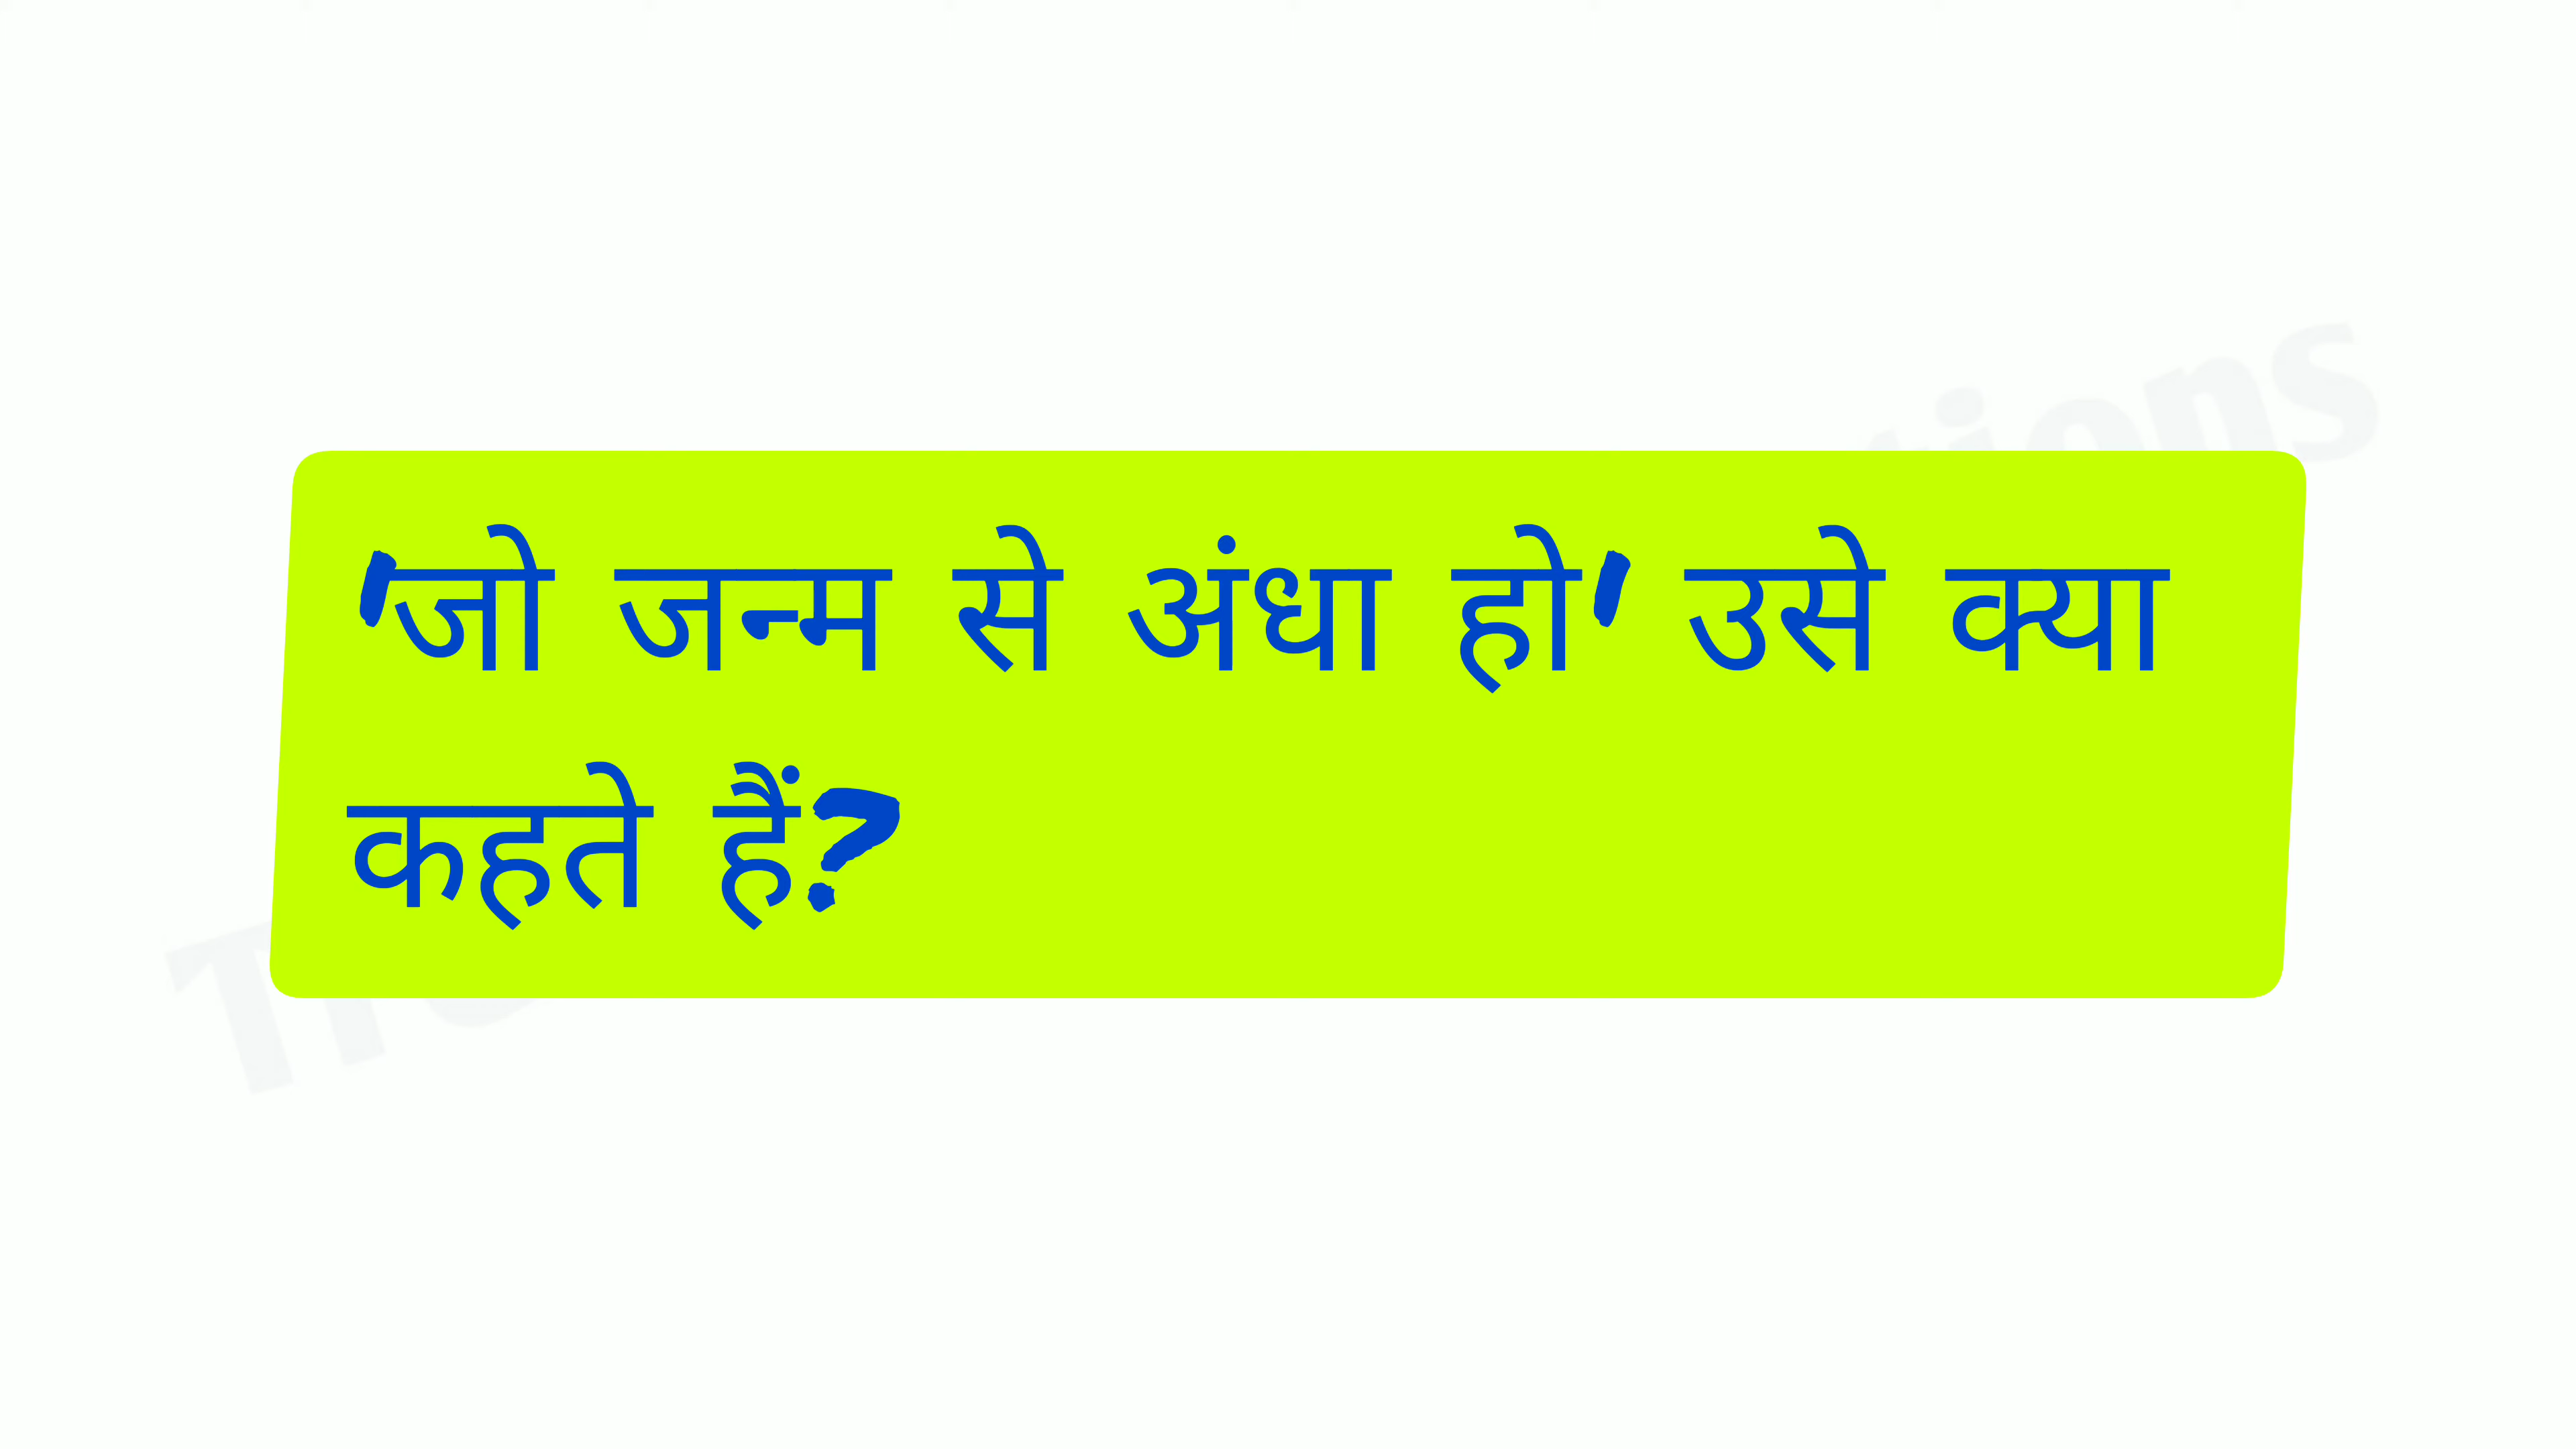 'जो जन्म से अंधा हो' उसे क्या
कहते हैं?